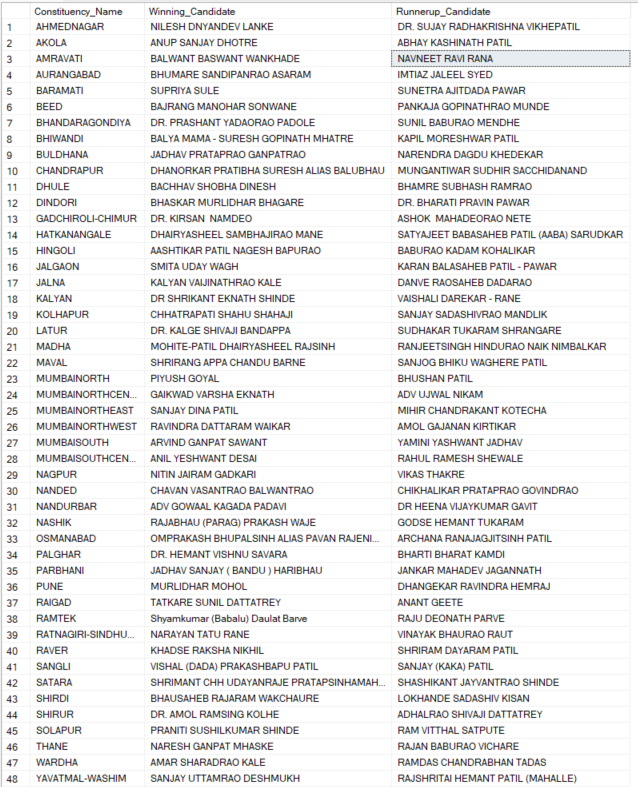 Constituency_Name Winning_Candidate Runnerup_Candidate
1 AHMEDNAGAR NILESH DNYANDEV LANKE DR. SUJAY RADHAKRISHNA VIKHEPATIL
2 AKOLA ANUP SANJAY DHOTRE ABHAY KASHINATH PATIL
3 AMRAVATI BALWANT BASWANT WANKHADE NAVNEET RAVI RANA
4 AURANGABAD BHUMARE SANDIPANRAO ASARAM IMTIAZ JALEEL SYED
5 BARAMATI SUPRIYA SULE SUNETRA AJITDADA PAWAR
6 BEED BAJRANG MANOHAR SONWANE PANKAJA GOPINATHRAO MUNDE
7 BHANDARAGONDIYA DR. PRASHANT YADAORAO PADOLE SUNIL BABURAO MENDHE
8 BHIWANDI BALYA MAMA - SURESH GOPINATH MHATRE KAPIL MORESHWAR PATIL
9 BULDHANA JADHAV PRATAPRAO GANPATRAO NARENDRA DAGDU KHEDEKAR
10 CHANDRAPUR DHANORKAR PRATIBHA SURESH ALIAS BALUBHAU MUNGANTIWAR SUDHIR SACCHIDANAND
11 DHULE BACHHAV SHOBHA DINESH BHAMRE SUBHASH RAMRAO
12 DINDORI BHASKAR MURLIDHAR BHAGARE DR. BHARATI PRAVIN PAWAR
13 GADCHIROLI-CHIMUR DR. KIRSAN NAMDEO ASHOK MAHADEORAO NETE
14 HATKANANGALE DHAIRYASHEEL SAMBHAJIRAO MANE SATYAJEET BABASAHEB PATIL (AABA) SARUDKAR
15 HINGOLI AASHTIKAR PATIL NAGESH BAPURAO BABURAO KADAM KOHALIKAR
16 JALGAON SMITA UDAY WAGH KARAN BALASAHEB PATIL - PAWAR
17 JALNA KALYAN VAIJINATHRAO KALE DANVE RAOSAHEB DADARAO
18 KALYAN DR SHRIKANT EKNATH SHINDE VAISHALI DAREKAR - RANE
19 KOLHAPUR CHHATRAPATI SHAHU SHAHAJI SANJAY SADASHIVRAO MANDLIK
20 LATUR DR. KALGE SHIVAJI BANDAPPA SUDHAKAR TUKARAM SHRANGARE
21 MADHA MOHITE-PATIL DHAIRYASHEEL RAJSINH RANJEETSINGH HINDURAO NAIK NIMBALKAR
22 MAVAL SHRIRANG APPA CHANDU BARNE SANJOG BHIKU WAGHERE PATIL
23 MUMBAINORTH PIYUSH GOYAL BHUSHAN PATIL
24 MUMBAINORTHCEN... GAIKWAD VARSHA EKNATH ADV UJWAL NIKAM
25 MUMBAINORTHEAST SANJAY DINA PATIL MIHIR CHANDRAKANT KOTECHA
26 MUMBAINORTHWEST RAVINDRA DATTARAM WAIKAR AMOL GAJANAN KIRTIKAR
27 MUMBAISOUTH ARVIND GANPAT SAWANT YAMINI YASHWANT JADHAV
28 MUMBAISOUTHCEN... ANIL YESHWANT DESAI RAHUL RAMESH SHEWALE
29 NAGPUR NITIN JAIRAM GADKARI VIKAS THAKRE
30 NANDED CHAVAN VASANTRAO BALWANTRAO CHIKHALIKAR PRATAPRAO GOVINDRAO
31 NANDURBAR ADV GOWAAL KAGADA PADAVI DR HEENA VIJAYKUMAR GAVIT
32 NASHIK RAJABHAU (PARAG) PRAKASH WAJE GODSE HEMANT TUKARAM
33 OSMANABAD OMPRAKASH BHUPALSINH ALIAS PAVAN RAJENI... ARCHANA RANAJAGJITSINH PATIL
34 PALGHAR DR. HEMANT VISHNU SAVARA BHARTI BHARAT KAMDI
35 PARBHANI JADHAV SANJAY ( BANDU ) HARIBHAU JANKAR MAHADEV JAGANNATH
36 PUNE MURLIDHAR MOHOL DHANGEKAR RAVINDRA HEMRAJ
37 RAIGAD TATKARE SUNIL DATTATREY ANANT GEETE
38 RAMTEK Shyamkumar (Babalu) Daulat Barve RAJU DEONATH PARVE
39 RATNAGIRI-SINDHU... NARAYAN TATU RANE VINAYAK BHAURAO RAUT
40 RAVER KHADSE RAKSHA NIKHIL SHRIRAM DAYARAM PATIL
41 SANGLI VISHAL (DADA) PRAKASHBAPU PATIL SANJAY (KAKA) PATIL
42 SATARA SHRIMANT CHH UDAYANRAJE PRATAPSINHAMAH... SHASHIKANT JAYVANTRAO SHINDE
43 SHIRDI BHAUSAHEB RAJARAM WAKCHAURE LOKHANDE SADASHIV KISAN
44 SHIRUR DR. AMOL RAMSING KOLHE ADHALRAO SHIVAJI DATTATREY
45 SOLAPUR PRANITI SUSHILKUMAR SHINDE RAM VITTHAL SATPUTE
46 THANE NARESH GANPAT MHASKE RAJAN BABURAO VICHARE
47 WARDHA AMAR SHARADRAO KALE RAMDAS CHANDRABHAN TADAS
48 YAVATMAL-WASHIM SANJAY UTTAMRAO DESHMUKH RAJSHRITAI HEMANT PATIL (MAHALLE)